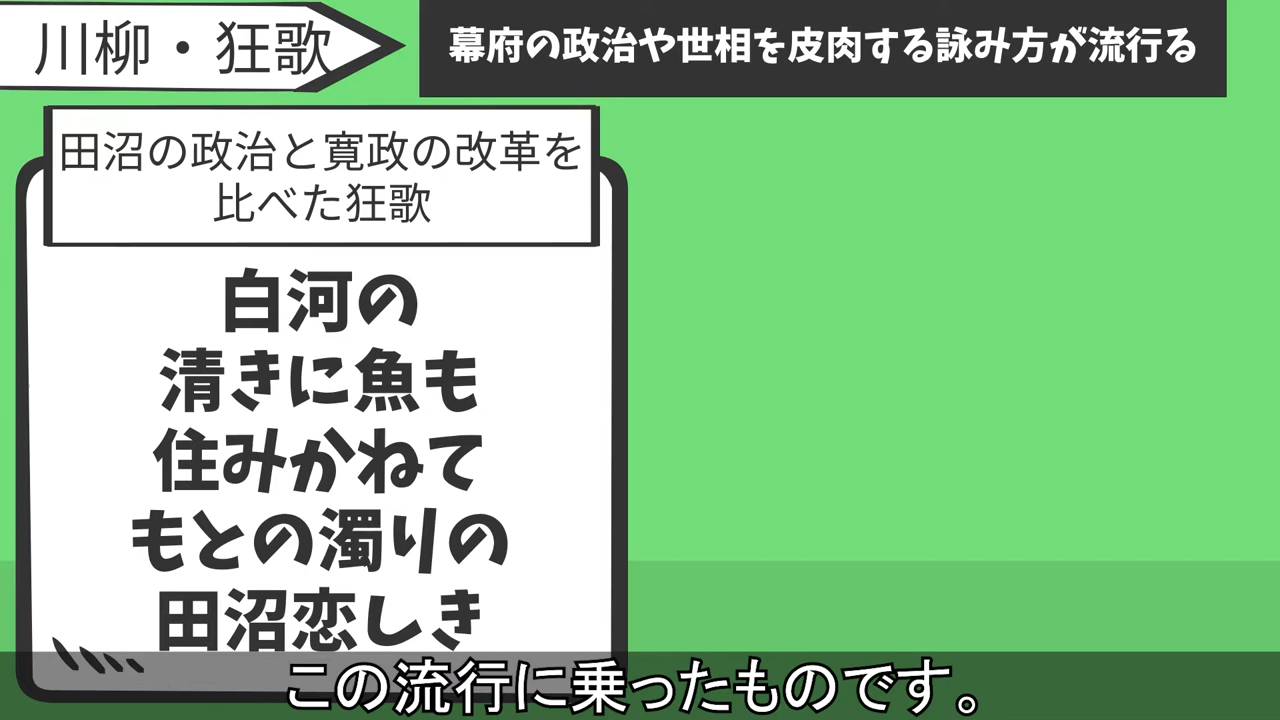 川柳・狂歌
幕府の政治や世相を皮肉する詠み方が流行る
田沼の政治と寛政の改革を
比べた狂歌
白河の
清きに魚も
住みかねて
もとの濁りの
田沼恋しき
この流行に乗ったものです。